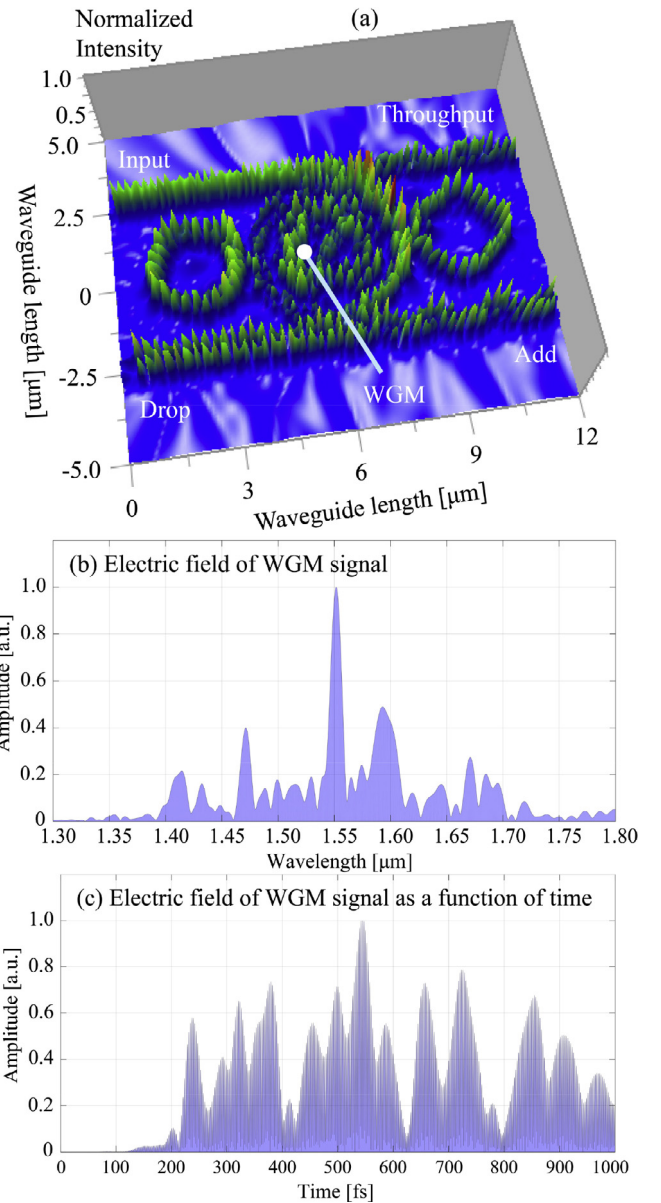 Normalized
Intensity
(a)
1.0
0.5
5.0
2.5
0
-2.5
-5.0
Waveguide length [μm]
Input
Throughput
WGM
Drop
Add
0
3
6
9
12
Waveguide length [μm]
(b) Electric field of WGM signal
Amplitude [a.u.]
1.0
0.8
0.6
0.4
0.2
0
1.30
1.35
1.40
1.45
1.50
1.55
1.60
1.65
1.70
1.75
1.80
Wavelength [μm]
(c) Electric field of WGM signal as a function of time
Amplitude [a.u.]
1.0
0.8
0.6
0.4
0.2
0
0
100
200
300
400
500
600
700
800
900
1000
Time [fs]